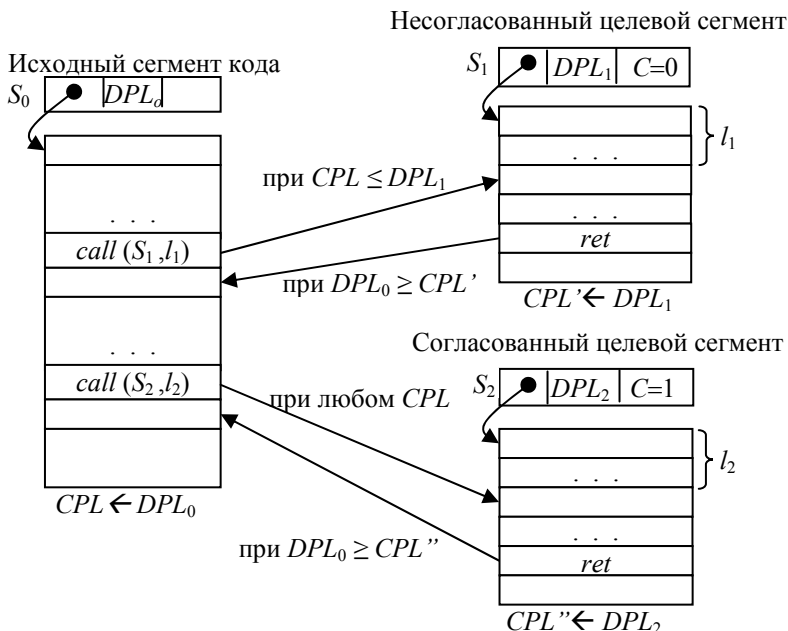 Несогласованный целевой сегмент
S1 DPL1 C=0
Исходный сегмент кода
S0 DPLo
l1
. . .
при CPL ≤ DPL1
. . .
. . .
call (S1 ,l1)
ret
при DPL0 ≥ CPL’
CPL’← DPL1
Согласованный целевой сегмент
. . .
call (S2 ,l2)
S2 DPL2 C=1
при любом CPL
l2
. . .
CPL ← DPL0
. . .
при DPL0 ≥ CPL”
ret
CPL”← DPL2